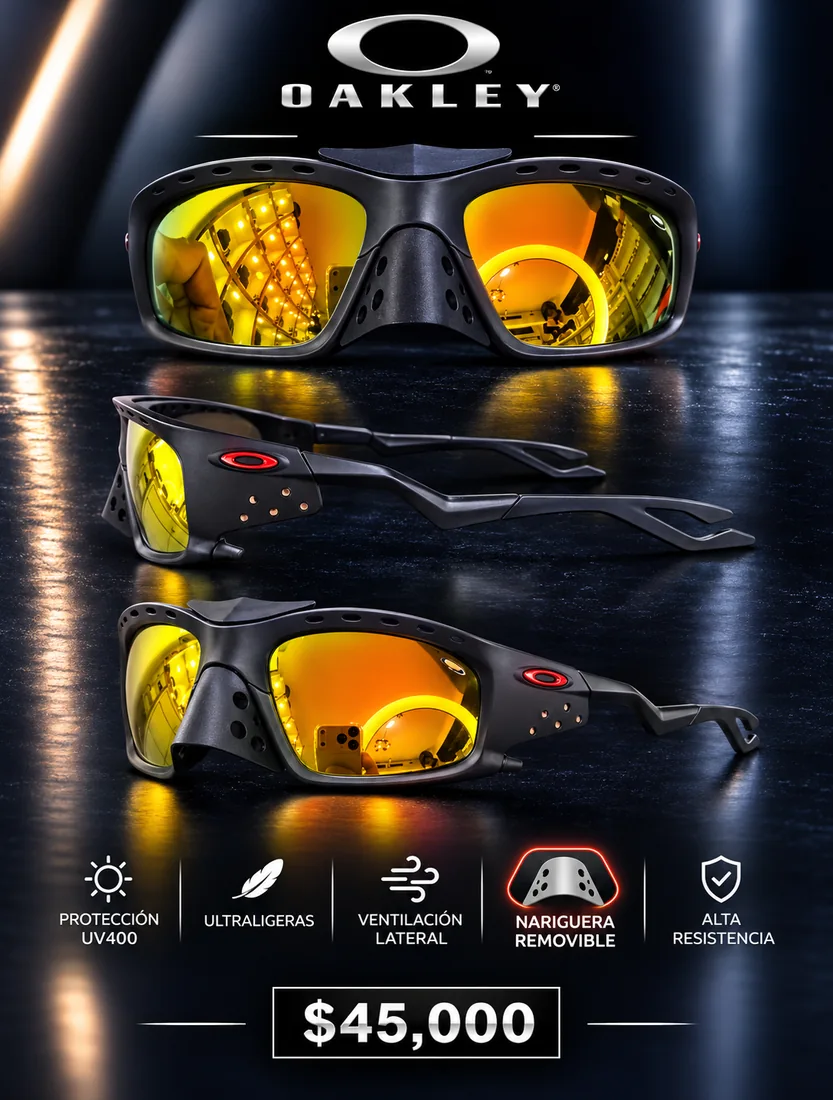 OAKLEY®
PROTECCIÓN
UV400
ULTRALIGERAS
VENTILACIÓN
LATERAL
NARIGUERA
REMOVIBLE
ALTA
RESISTENCIA
$45,000